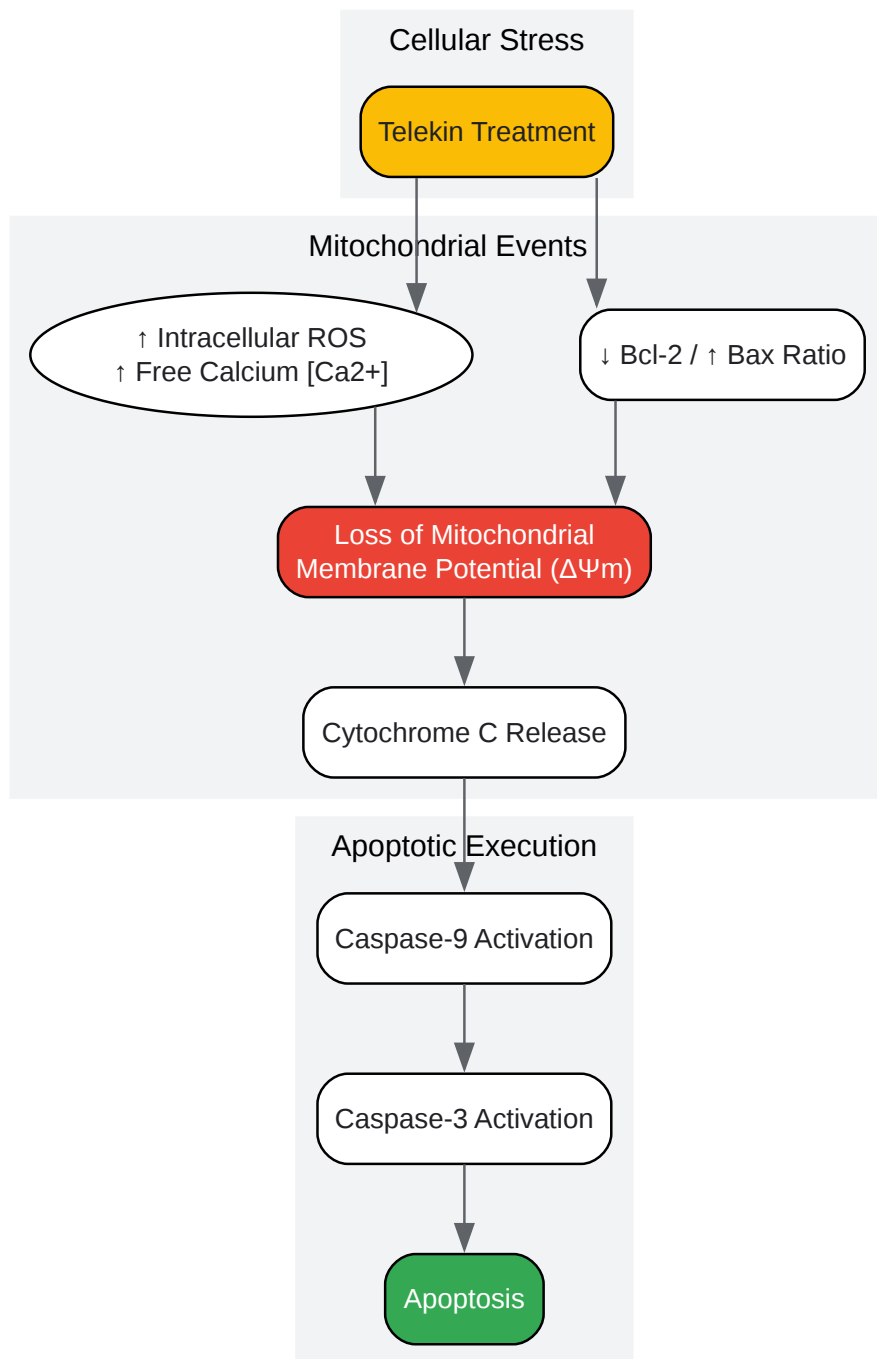 Cellular Stress
Telekin Treatment
Mitochondrial Events
↑ Intracellular ROS
↑ Free Calcium [Ca2+]
↓ Bcl-2 / ↑ Bax Ratio
Loss of Mitochondrial
Membrane Potential (ΔΨm)
Cytochrome C Release
Apoptotic Execution
Caspase-9 Activation
Caspase-3 Activation
Apoptosis